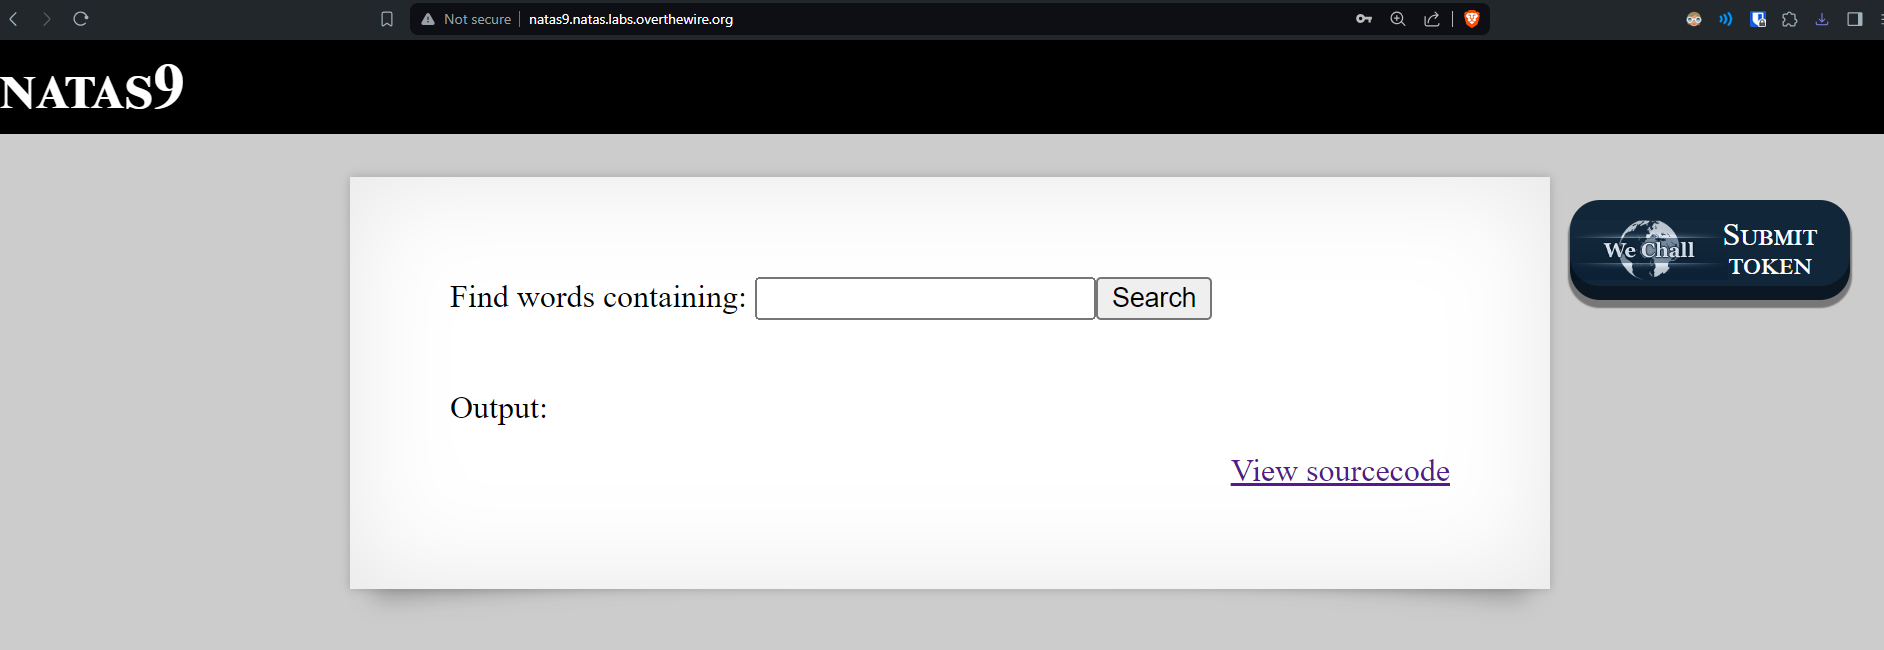 Not secure natas9.natas.labs.overthewire.org
NATAS9
Find words containing: Search
We Chall
SUBMIT
TOKEN
Output:
View sourcecode